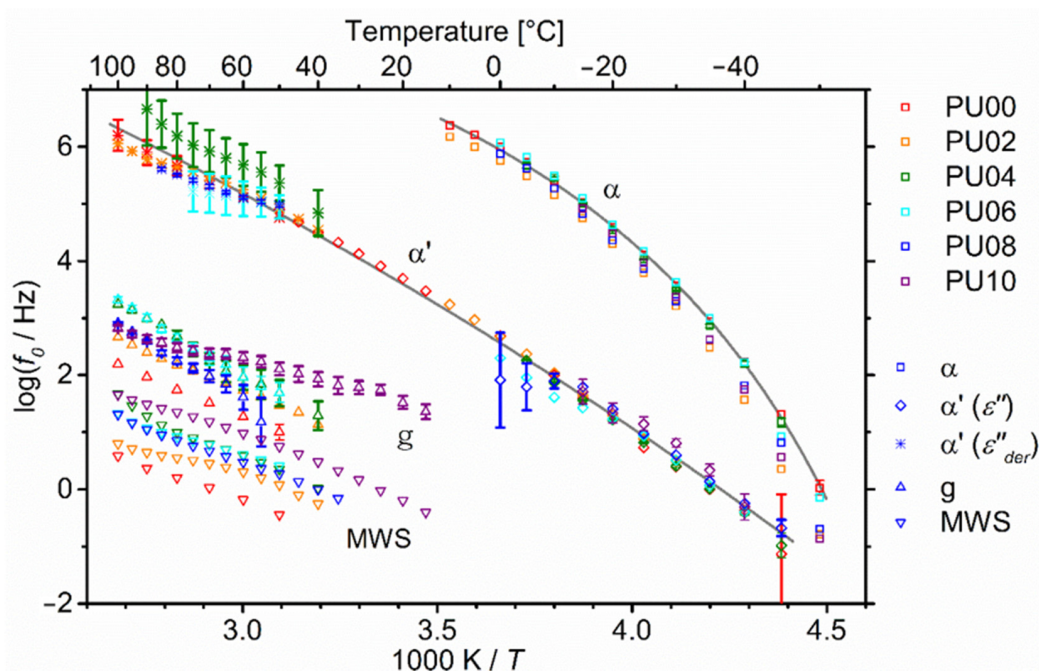 Temperature [°C]
100 80 60 40 20 0 −20 −40
log(f0 / Hz)
6
4
2
0
−2
3.0 3.5 4.0 4.5
1000 K / T
α
α'
g
MWS
PU00
PU02
PU04
PU06
PU08
PU10
α
α' (ε″)
α' (ε″der)
g
MWS